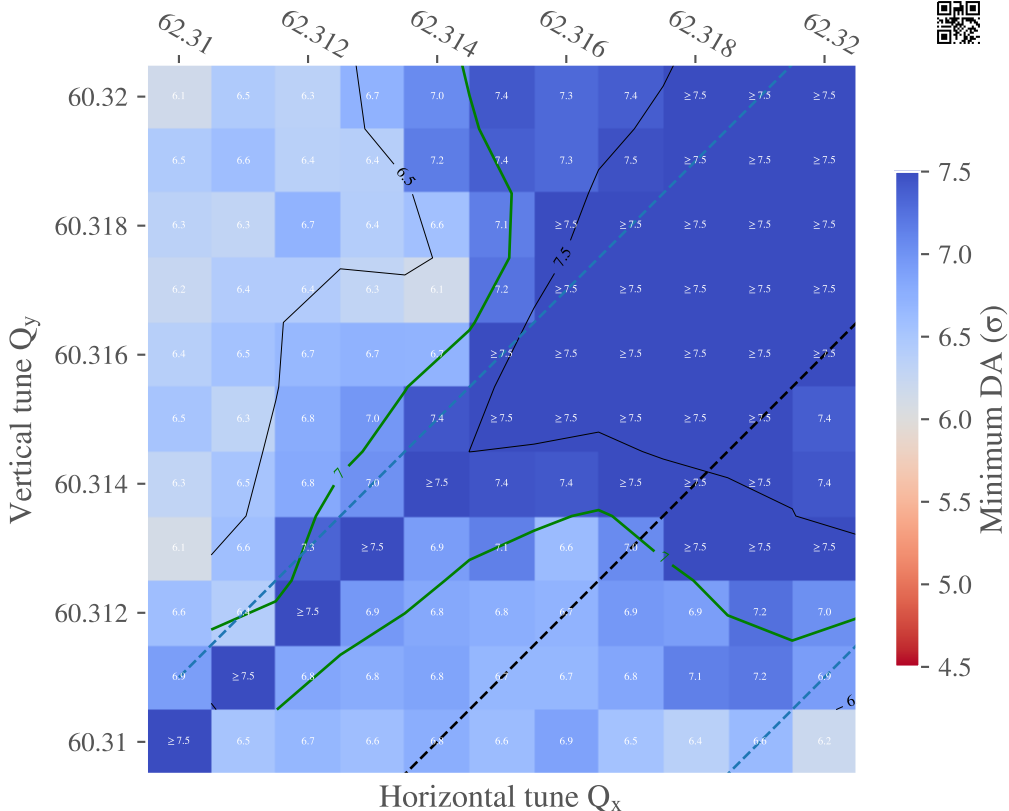 62.31 62.312 62.314 62.316 62.318 62.32
60.32 6.1 6.5 6.3 6.7 7.0 7.4 7.3 7.4 ≥ 7.5 ≥ 7.5 ≥ 7.5
6.5 6.6 6.4 6.4 7.2 7.4 7.3 7.5 ≥ 7.5 ≥ 7.5 ≥ 7.5
6.5
60.318 6.3 6.3 6.7 6.4 6.6 7.1 ≥ 7.5 ≥ 7.5 ≥ 7.5 ≥ 7.5 ≥ 7.5
7.5
6.2 6.4 6.4 6.3 6.1 7.2 ≥ 7.5 ≥ 7.5 ≥ 7.5 ≥ 7.5 ≥ 7.5
60.316 6.4 6.5 6.7 6.7 6.7 ≥ 7.5 ≥ 7.5 ≥ 7.5 ≥ 7.5 ≥ 7.5 ≥ 7.5
6.5 6.3 6.8 7.0 7.4 ≥ 7.5 ≥ 7.5 ≥ 7.5 ≥ 7.5 ≥ 7.5 7.4
7
60.314 6.3 6.5 6.8 7.0 ≥ 7.5 7.4 7.4 ≥ 7.5 ≥ 7.5 ≥ 7.5 7.4
6.1 6.6 7.3 ≥ 7.5 6.9 7.1 6.6 7.0 ≥ 7.5 ≥ 7.5 ≥ 7.5
7
60.312 6.6 6.4 ≥ 7.5 6.9 6.8 6.8 6.7 6.9 6.9 7.2 7.0
6.9 ≥ 7.5 6.8 6.8 6.8 6.7 6.7 6.8 7.1 7.2 6.9
6
60.31 ≥ 7.5 6.5 6.7 6.6 6.8 6.6 6.9 6.5 6.4 6.6 6.2
Vertical tune Qy
Horizontal tune Qx
7.5
7.0
6.5
6.0
5.5
5.0
4.5
Minimum DA (σ)